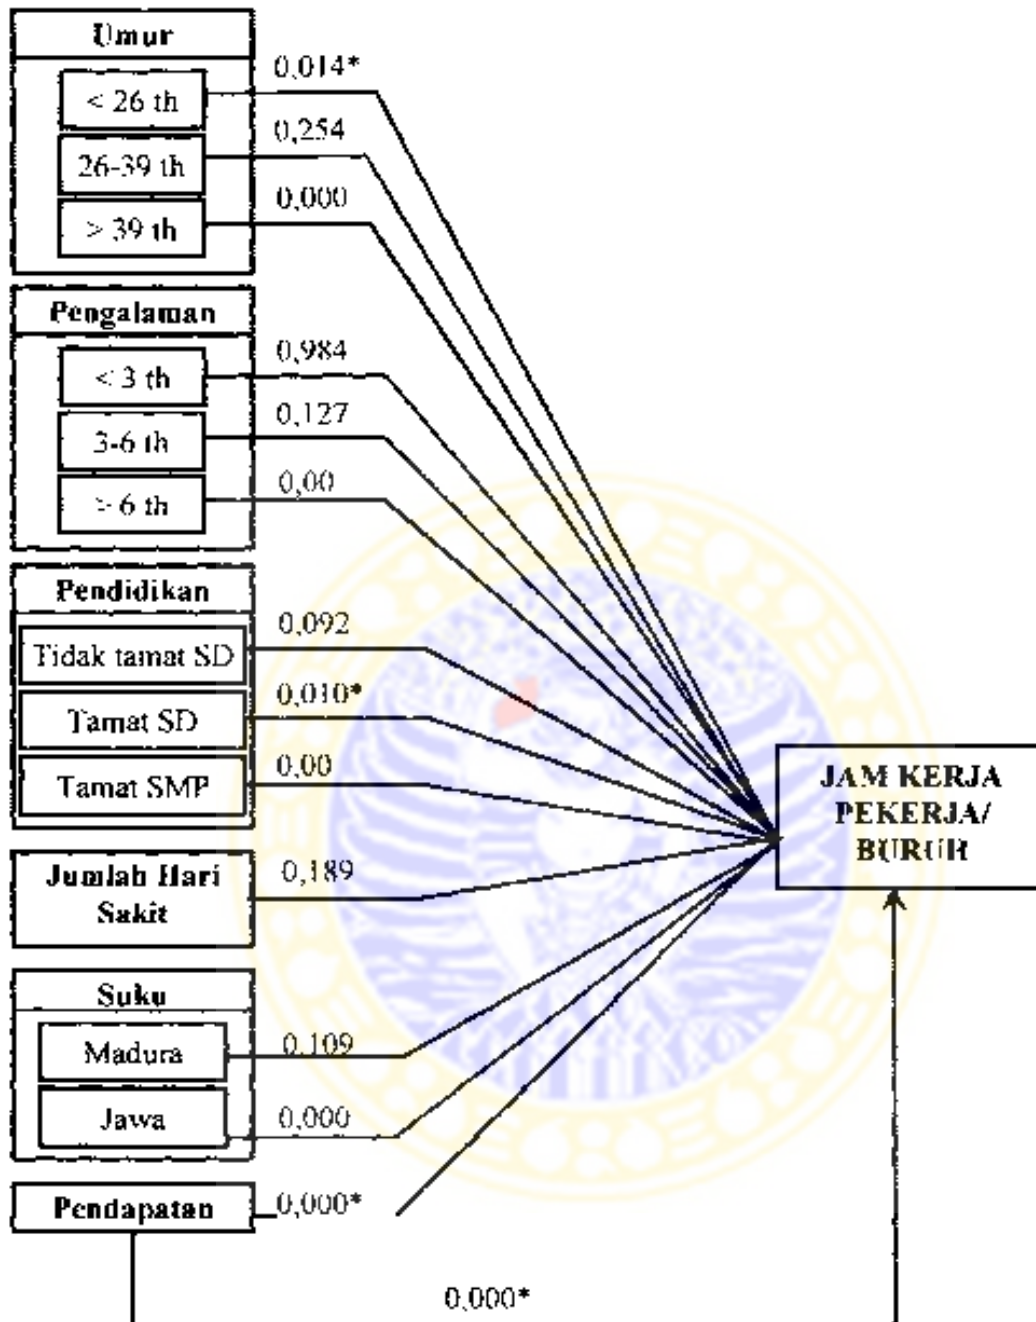 Umur
0,014*
< 26 th
0,254
26-39 th
0,000
> 39 th
Pengalaman
0,984
< 3 th
0,127
3-6 th
0,00
> 6 th
Pendidikan
0,092
Tidak tamat SD
0,010*
Tamat SD
0,00
Tamat SMP
JAM KERJA
PEKERJA/
BURUH
Jumlah Hari
Sakit
0,189
Suku
Madura
0,109
Jawa
0,000
Pendapatan
0,000*
0,000*